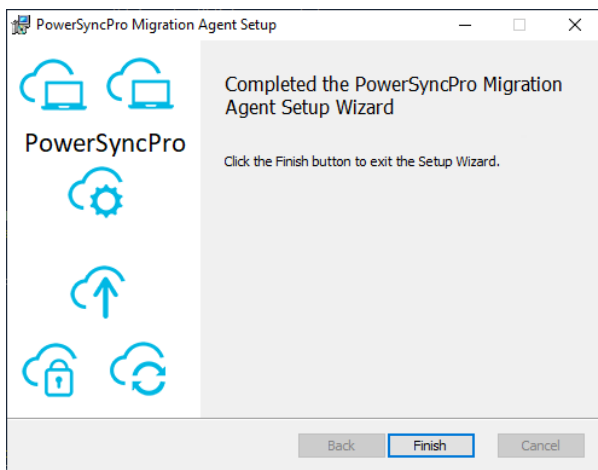 PowerSyncPro Migration Agent Setup
Completed the PowerSyncPro Migration
Agent Setup Wizard
PowerSyncPro
Click the Finish button to exit the Setup Wizard.
Back
Finish
Cancel